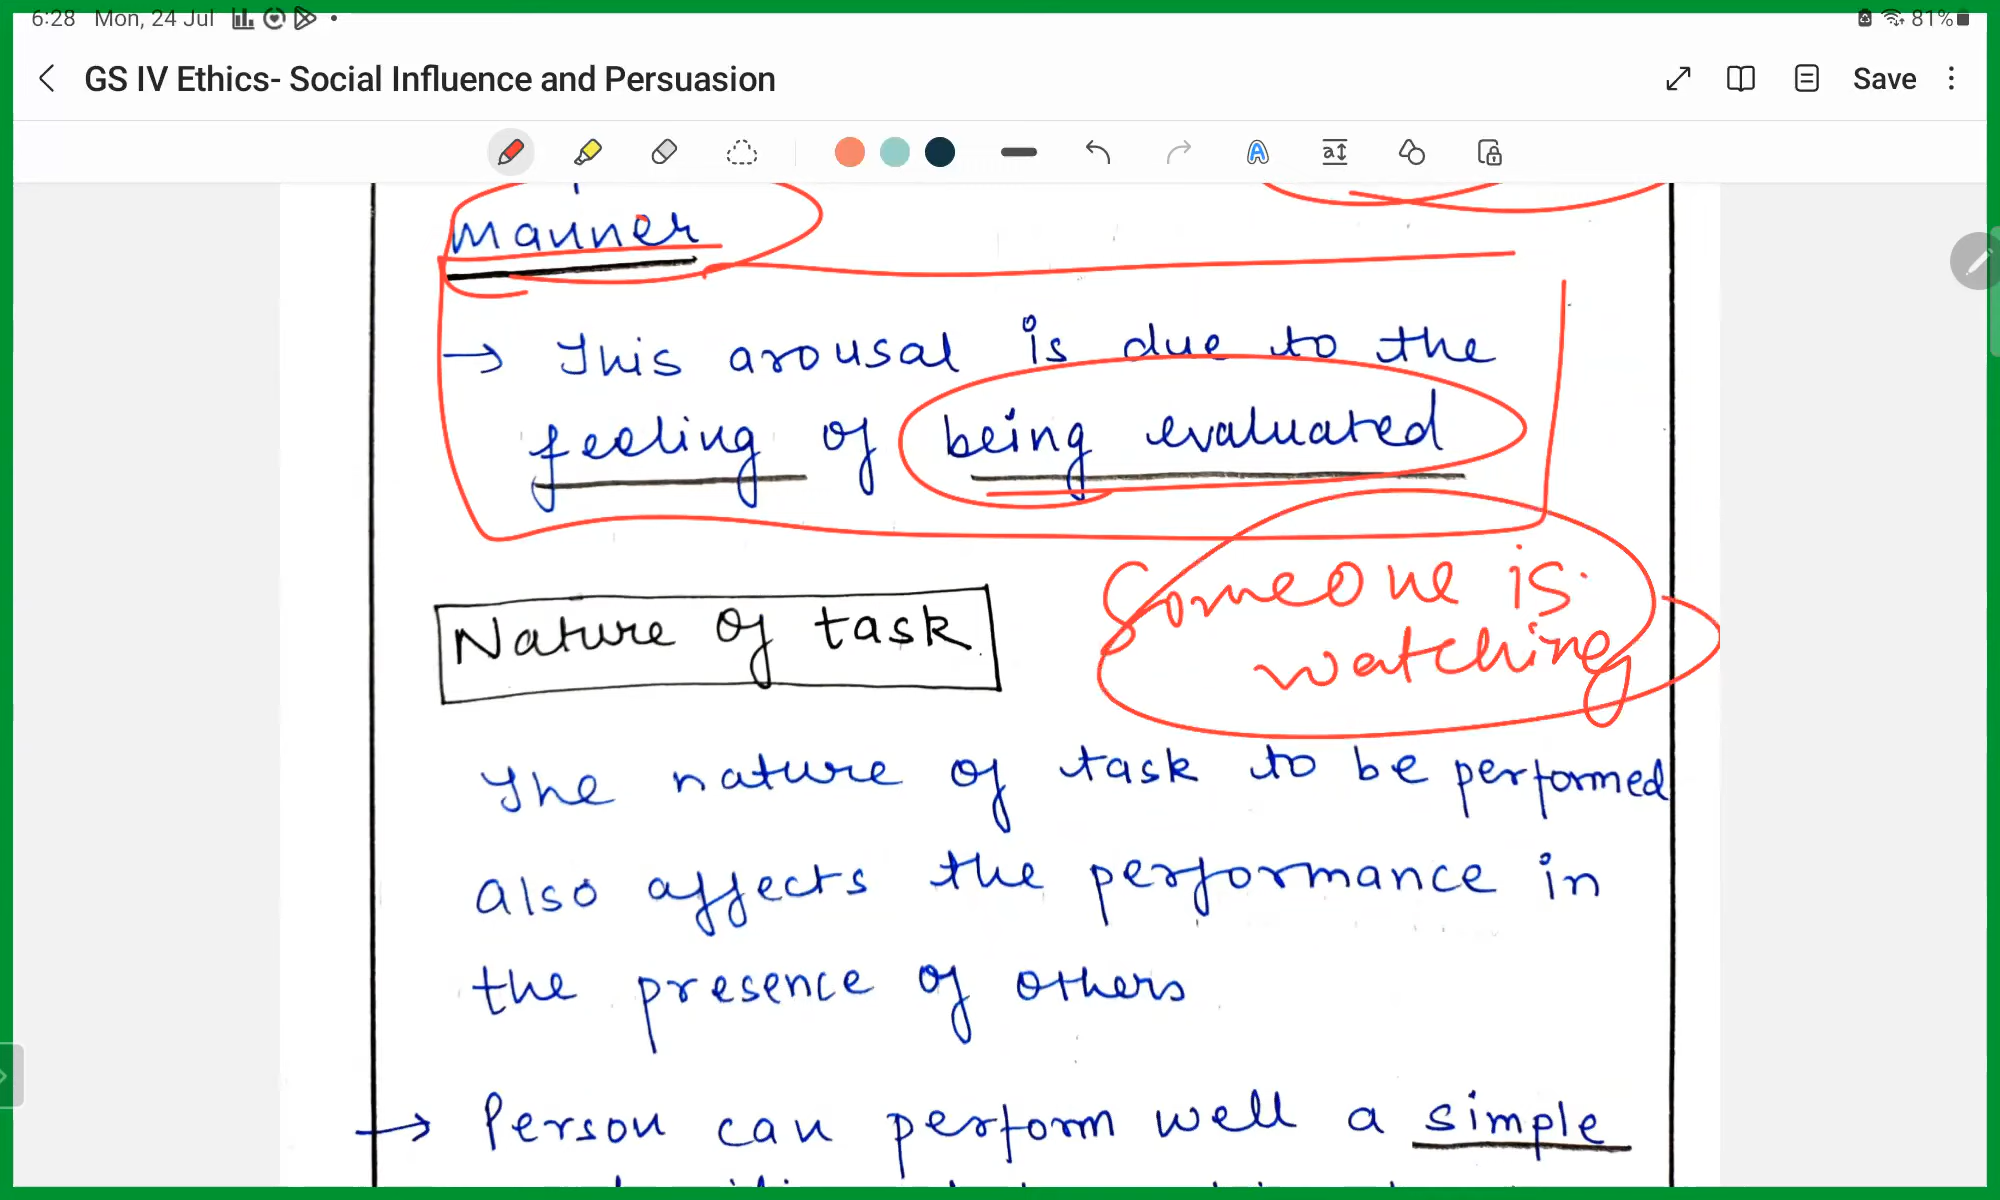 6:28 Mon, 24 Jul 81%
GS IV Ethics- Social Influence and Persuasion Save
manner
→ This arousal is due to the
feeling of being evaluated
Someone is
watching
Nature of task
The nature of task to be performed
also affects the performance in
the presence of others
→ Person can perform well a simple